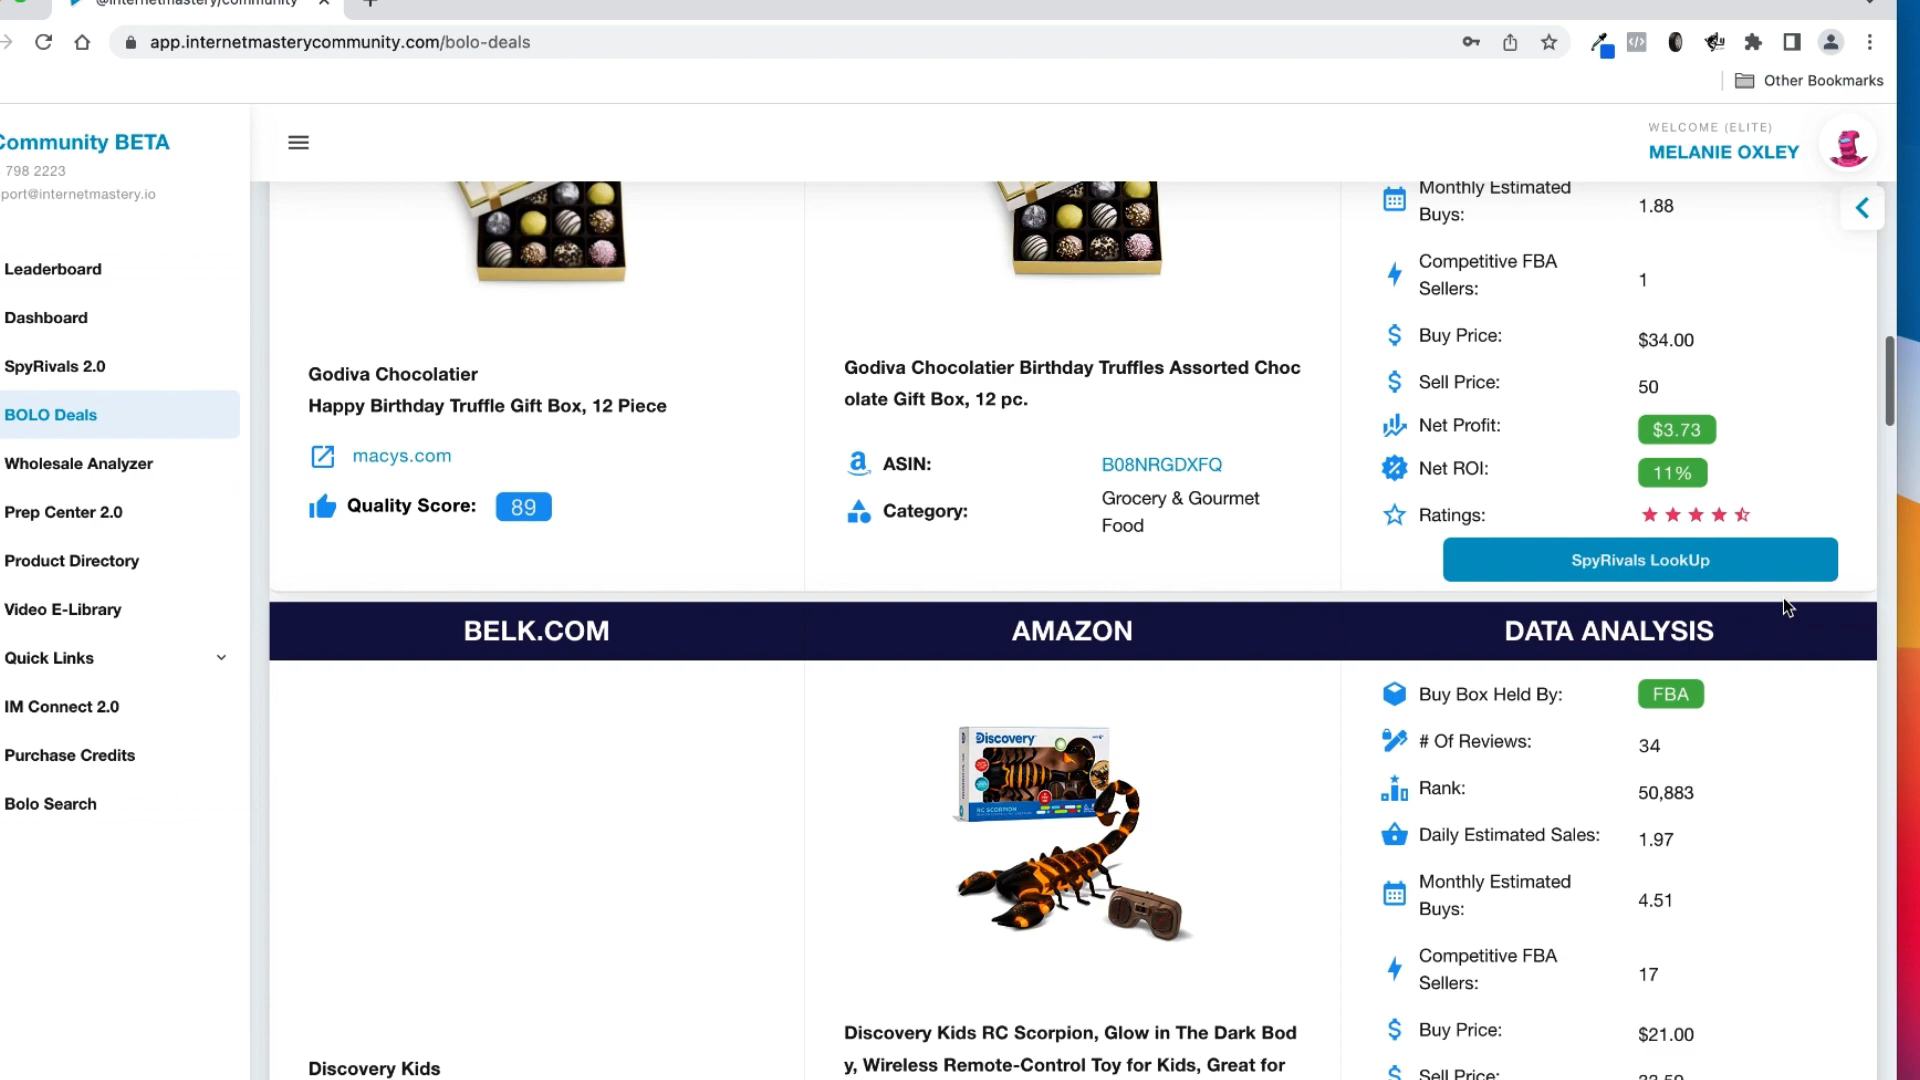 @internetmastery/community
app.internetmasterycommunity.com/bolo-deals
Other Bookmarks
Community BETA
798 2223
port@internetmastery.io
WELCOME (ELITE)
MELANIE OXLEY
Leaderboard
Dashboard
SpyRivals 2.0
BOLO Deals
Wholesale Analyzer
Prep Center 2.0
Product Directory
Video E-Library
Quick Links
IM Connect 2.0
Purchase Credits
Bolo Search
Godiva Chocolatier
Happy Birthday Truffle Gift Box, 12 Piece
macys.com
Quality Score: 89
Godiva Chocolatier Birthday Truffles Assorted Choc
olate Gift Box, 12 pc.
ASIN: B08NRGDXFQ
Category: Grocery & Gourmet
Food
Monthly Estimated
Buys: 1.88
Competitive FBA
Sellers: 1
Buy Price: $34.00
Sell Price: 50
Net Profit: $3.73
Net ROI: 11%
Ratings:
SpyRivals LookUp
BELK.COM
AMAZON
DATA ANALYSIS
Discovery Kids
Discovery
RC SCORPION
Discovery Kids RC Scorpion, Glow in The Dark Bod
y, Wireless Remote-Control Toy for Kids, Great for
Buy Box Held By: FBA
# Of Reviews: 34
Rank: 50,883
Daily Estimated Sales: 1.97
Monthly Estimated
Buys: 4.51
Competitive FBA
Sellers: 17
Buy Price: $21.00
Sell Price: